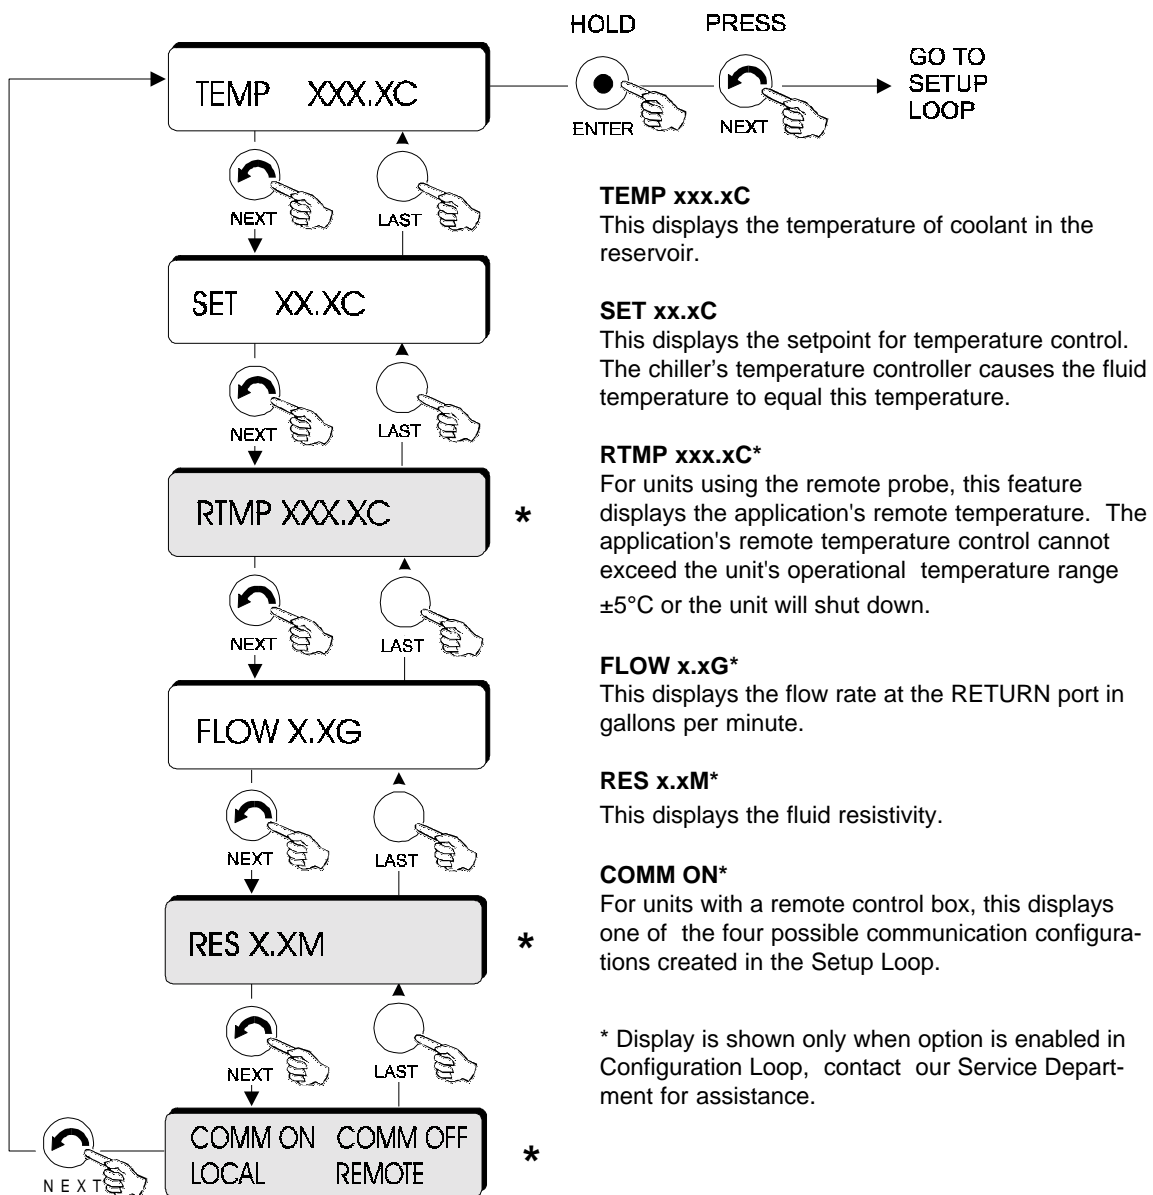 HOLD PRESS
GO TO
SETUP
LOOP
TEMP XXX.XC
ENTER NEXT
NEXT LAST
SET XX.XC
NEXT LAST
RTMP XXX.XC *
NEXT LAST
FLOW X.XG
NEXT LAST
RES X.XM *
NEXT LAST
COMM ON COMM OFF
LOCAL REMOTE
*
NEXT
TEMP xxx.xC
This displays the temperature of coolant in the
reservoir.
SET xx.xC
This displays the setpoint for temperature control.
The chiller's temperature controller causes the fluid
temperature to equal this temperature.
RTMP xxx.xC*
For units using the remote probe, this feature
displays the application's remote temperature. The
application's remote temperature control cannot
exceed the unit's operational temperature range
±5°C or the unit will shut down.
FLOW x.xG*
This displays the flow rate at the RETURN port in
gallons per minute.
RES x.xM*
This displays the fluid resistivity.
COMM ON*
For units with a remote control box, this displays
one of the four possible communication configura-
tions created in the Setup Loop.
* Display is shown only when option is enabled in
Configuration Loop, contact our Service Depart-
ment for assistance.